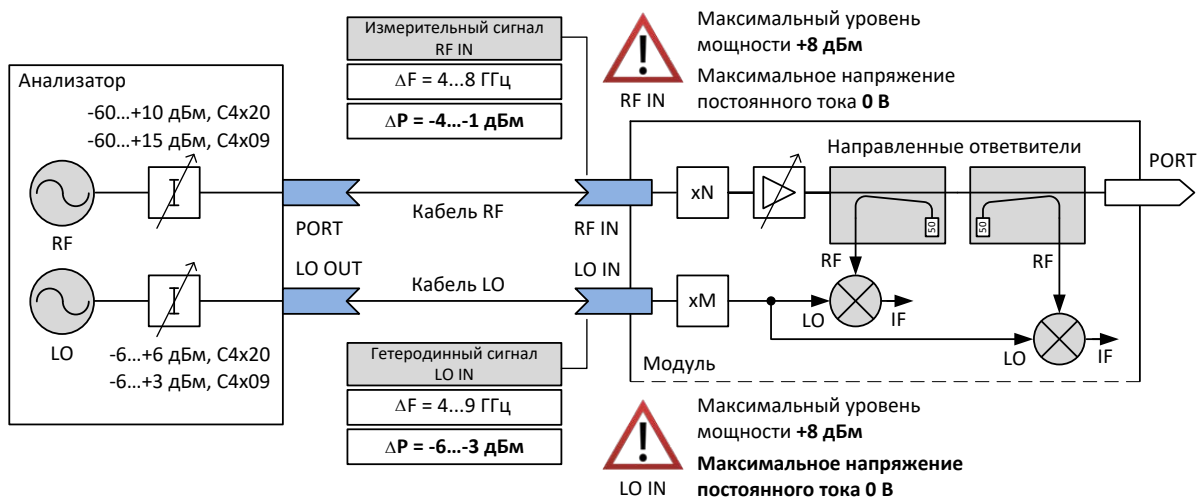 Измерительный сигнал
RF IN
ΔF = 4...8 ГГц
ΔP = -4...-1 дБм
Максимальный уровень
мощности +8 дБм
Максимальное напряжение
постоянного тока 0 В
RF IN
Анализатор
-60...+10 дБм, C4x20
-60...+15 дБм, C4x09
RF
PORT
Кабель RF
RF IN
xN
Направленные ответвители
50
50
PORT
RF
RF
LO OUT
Кабель LO
LO IN
LO
xM
LO
IF
LO
IF
-6...+6 дБм, C4x20
-6...+3 дБм, C4x09
Модуль
Гетеродинный сигнал
LO IN
ΔF = 4...9 ГГц
ΔP = -6...-3 дБм
Максимальный уровень
мощности +8 дБм
Максимальное напряжение
постоянного тока 0 В
LO IN